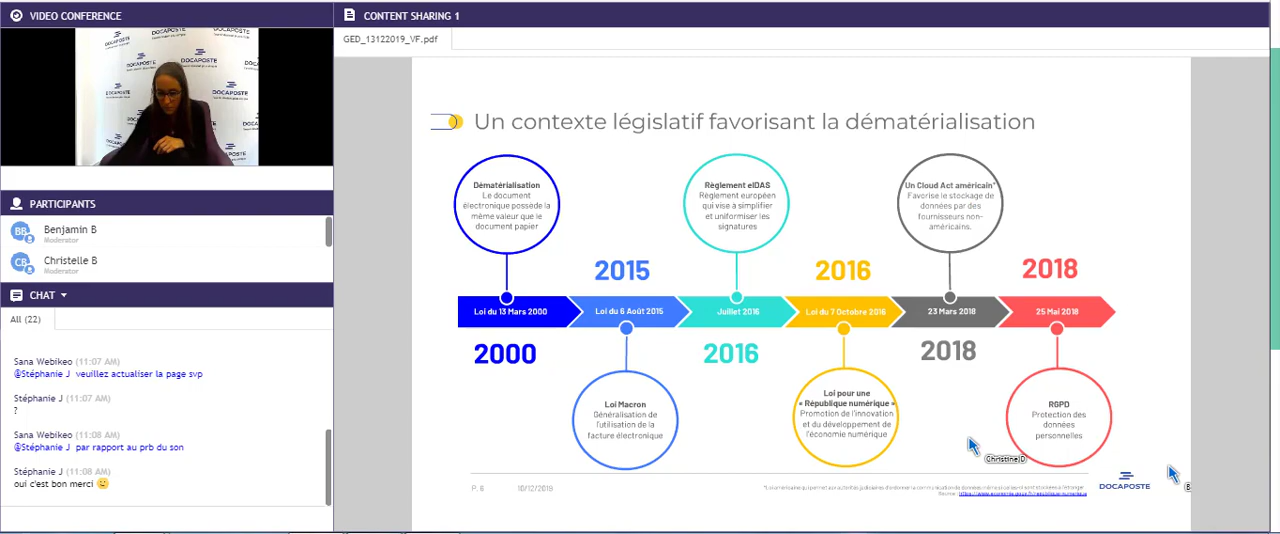 VIDEO CONFERENCE
DOCAPOSTE
DOCAPOSTE
DOCAPOSTE
DOCAPOSTE
PARTICIPANTS
BB
Benjamin B
Moderator
CB
Christelle B
Moderator
CHAT
All (22)
Sana Webikeo (11:07 AM)
@Stéphanie J veuillez actualiser la page svp
Stéphanie J (11:07 AM)
?
Sana Webikeo (11:08 AM)
@Stéphanie J par rapport au prb du son
Stéphanie J (11:08 AM)
oui c'est bon merci 🙂
CONTENT SHARING 1
GED_13122019_VF.pdf
Un contexte législatif favorisant la dématérialisation
Dématérialisation
Le document
électronique possède la
même valeur que le
document papier
Règlement eIDAS
Règlement européen
qui vise à simplifier
et uniformiser les
signatures
Un Cloud Act américain*
Favorise le stockage de
données par des
fournisseurs non-
américains.
2015
2016
2018
Loi du 13 Mars 2000
Loi du 6 Août 2015
Juillet 2016
Loi du 7 Octobre 2016
23 Mars 2018
25 Mai 2018
2000
2016
2018
Loi Macron
Généralisation de
l'utilisation de la
facture électronique
Loi pour une
« République numérique »
Promotion de l'innovation
et du développement de
l'économie numérique
RGPD
Protection des
données
personnelles
Christine D
P. 6
10/12/2019
DOCAPOSTE
B